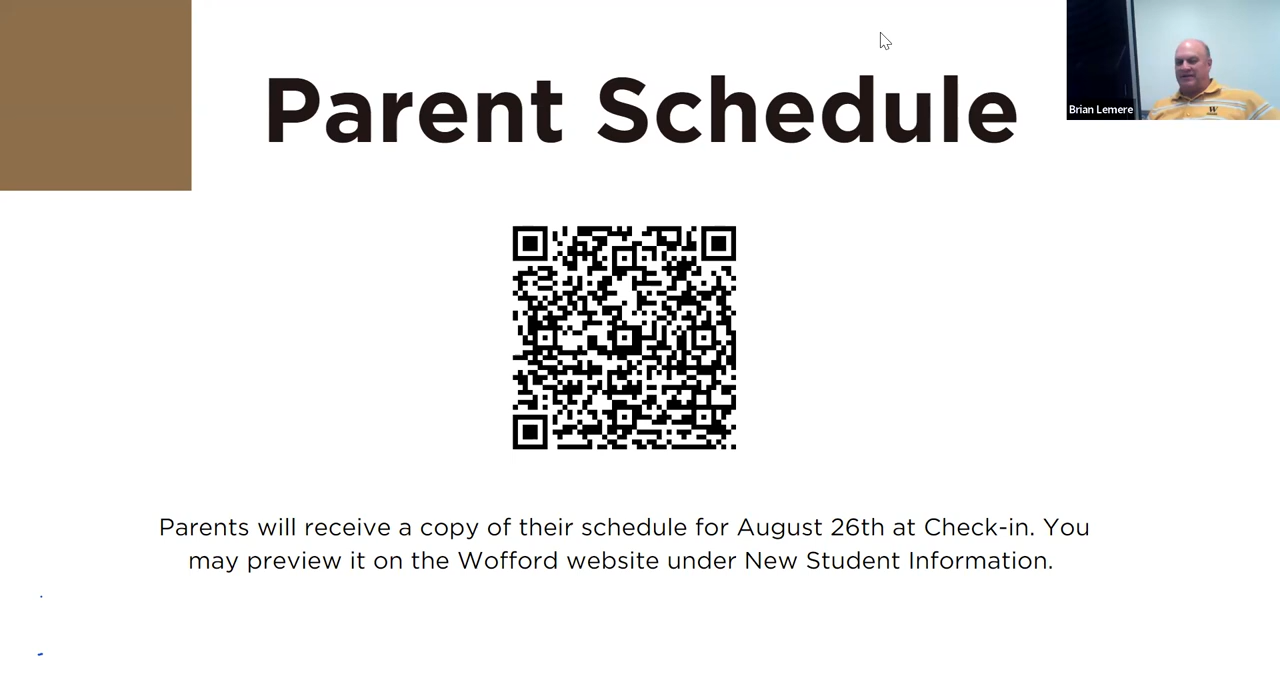 Parent Schedule
Brian Lemere
W
Parents will receive a copy of their schedule for August 26th at Check-in. You
may preview it on the Wofford website under New Student Information.